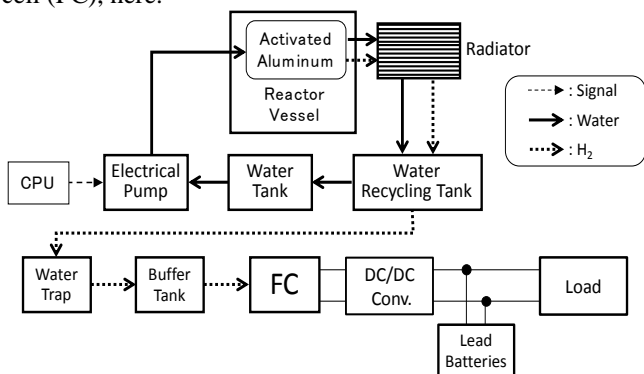 cell (FC), here.
Activated
Aluminum
Reactor
Vessel
Radiator
: Signal
: Water
: H₂
CPU
Electrical
Pump
Water
Tank
Water
Recycling Tank
Water
Trap
Buffer
Tank
FC
DC/DC
Conv.
Load
Lead
Batteries